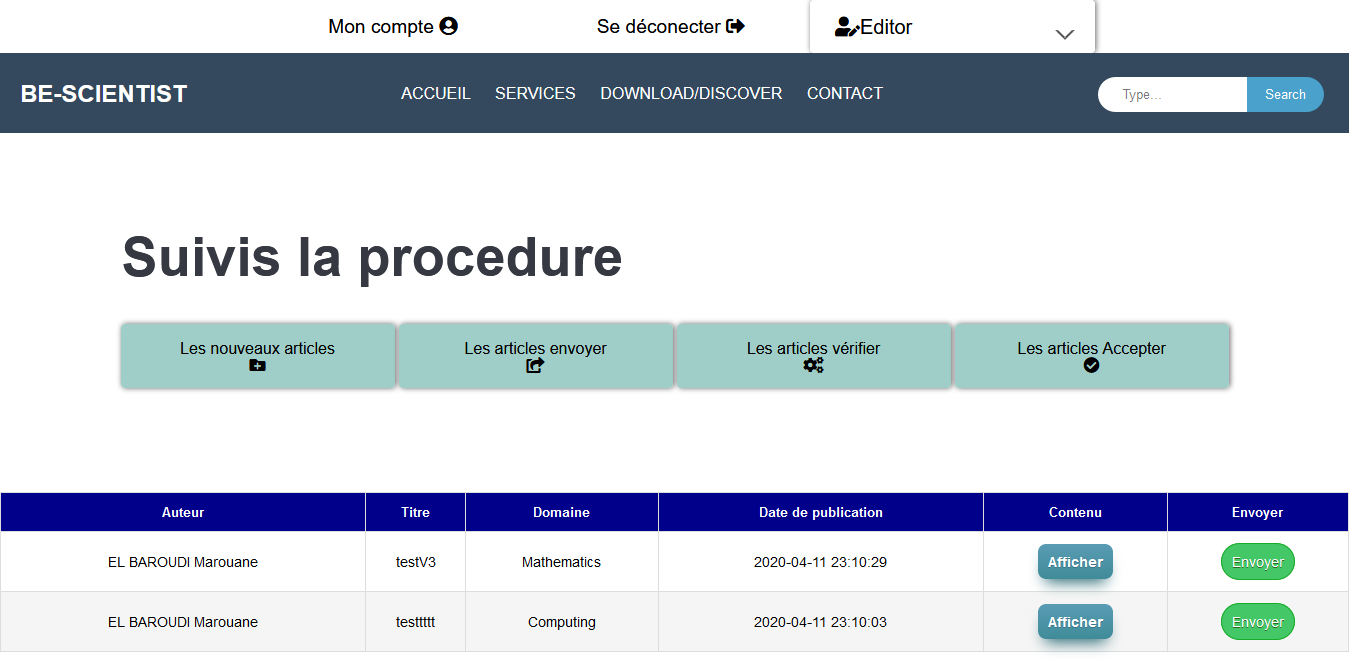 Mon compte
Se déconecter
Editor
BE-SCIENTIST
ACCUEIL SERVICES DOWNLOAD/DISCOVER CONTACT
Type...
Search
Suivis la procedure
Les nouveaux articles
Les articles envoyer
Les articles vérifier
Les articles Accepter
Auteur Titre Domaine Date de publication Contenu Envoyer
EL BAROUDI Marouane testV3 Mathematics 2020-04-11 23:10:29 Afficher Envoyer
EL BAROUDI Marouane testtttt Computing 2020-04-11 23:10:03 Afficher Envoyer